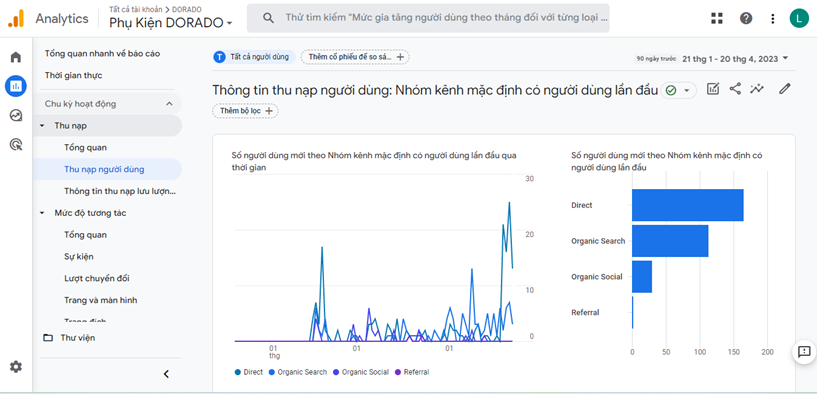 Analytics
Tất cả tài khoản > DORADO
Phụ Kiện DORADO
Thử tìm kiếm "Mức gia tăng người dùng theo tháng đối với từng loại ...
L
Tổng quan nhanh về báo cáo
Thời gian thực
Chu kỳ hoạt động
Thu nạp
Tổng quan
Thu nạp người dùng
Thông tin thu nạp lưu lượn...
Mức độ tương tác
Tổng quan
Sự kiện
Lượt chuyển đổi
Trang và màn hình
Trang đích
Thư viện
T Tất cả người dùng
Thêm cổ phiếu để so sá... +
90 ngày trước 21 thg 1 - 20 thg 4, 2023
Thông tin thu nạp người dùng: Nhóm kênh mặc định có người dùng lần đầu
Thêm bộ lọc +
Số người dùng mới theo Nhóm kênh mặc định có người dùng lần đầu qua
thời gian
30
20
10
0
01
thg
01
01
Direct Organic Search Organic Social Referral
Số người dùng mới theo Nhóm kênh mặc định có
người dùng lần đầu
Direct
Organic Search
Organic Social
Referral
0 50 100 150 200